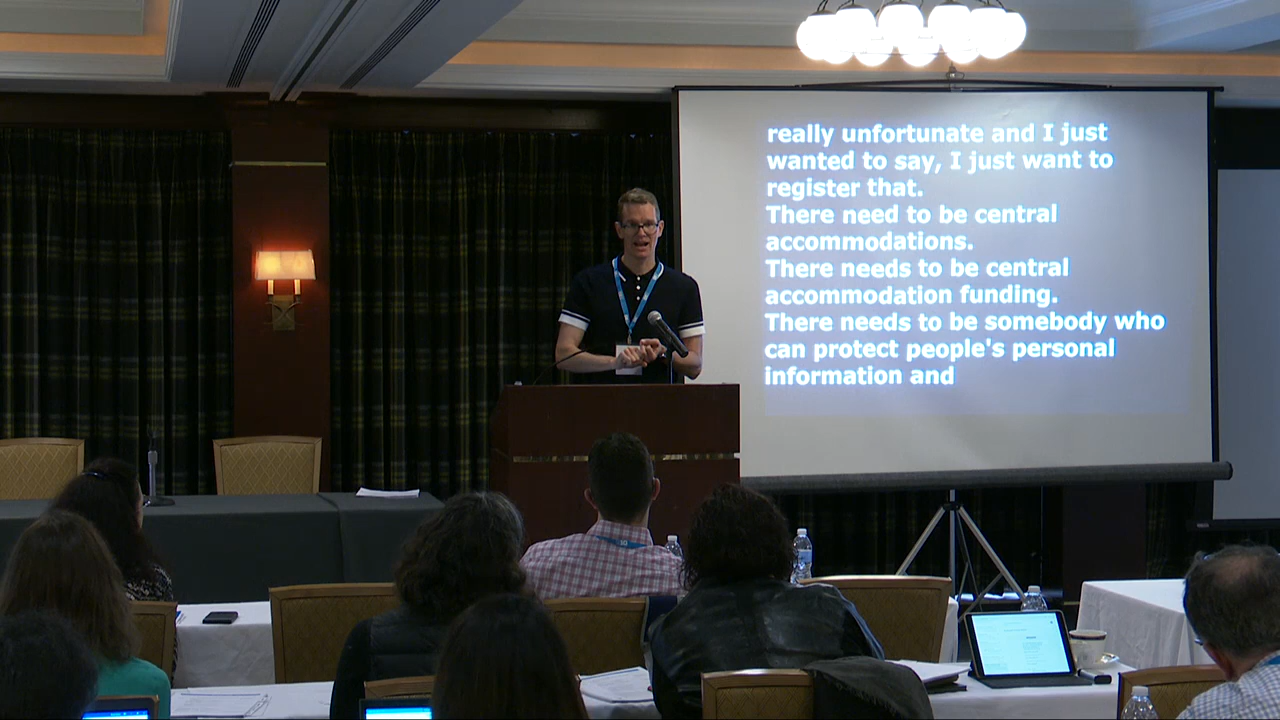 really unfortunate and I just
wanted to say, I just want to
register that.
There need to be central
accommodations.
There needs to be central
accommodation funding.
There needs to be somebody who
can protect people's personal
information and